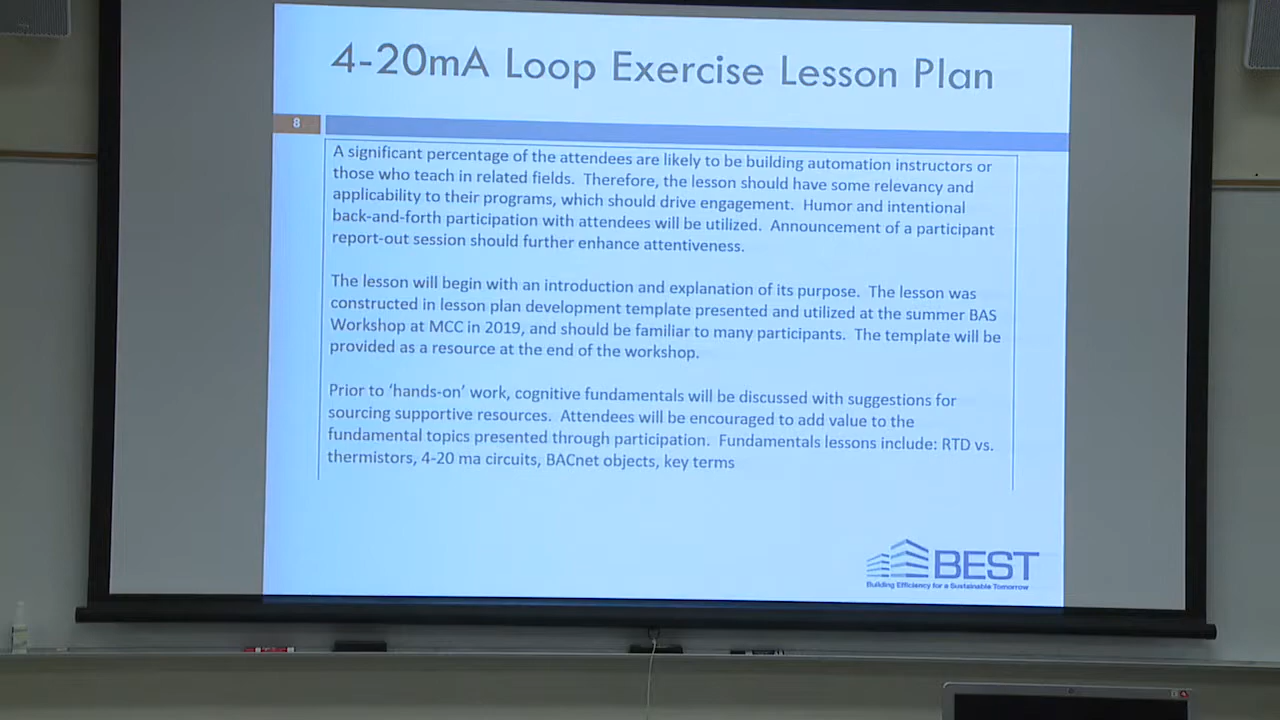 4-20mA Loop Exercise Lesson Plan
8
A significant percentage of the attendees are likely to be building automation instructors or
those who teach in related fields.  Therefore, the lesson should have some relevancy and
applicability to their programs, which should drive engagement.  Humor and intentional
back-and-forth participation with attendees will be utilized.  Announcement of a participant
report-out session should further enhance attentiveness.
The lesson will begin with an introduction and explanation of its purpose.  The lesson was
constructed in lesson plan development template presented and utilized at the summer BAS
Workshop at MCC in 2019, and should be familiar to many participants.  The template will be
provided as a resource at the end of the workshop.
Prior to ‘hands-on’ work, cognitive fundamentals will be discussed with suggestions for
sourcing supportive resources.  Attendees will be encouraged to add value to the
fundamental topics presented through participation.  Fundamentals lessons include: RTD vs.
thermistors, 4-20 ma circuits, BACnet objects, key terms
BEST
Building Efficiency for a Sustainable Tomorrow